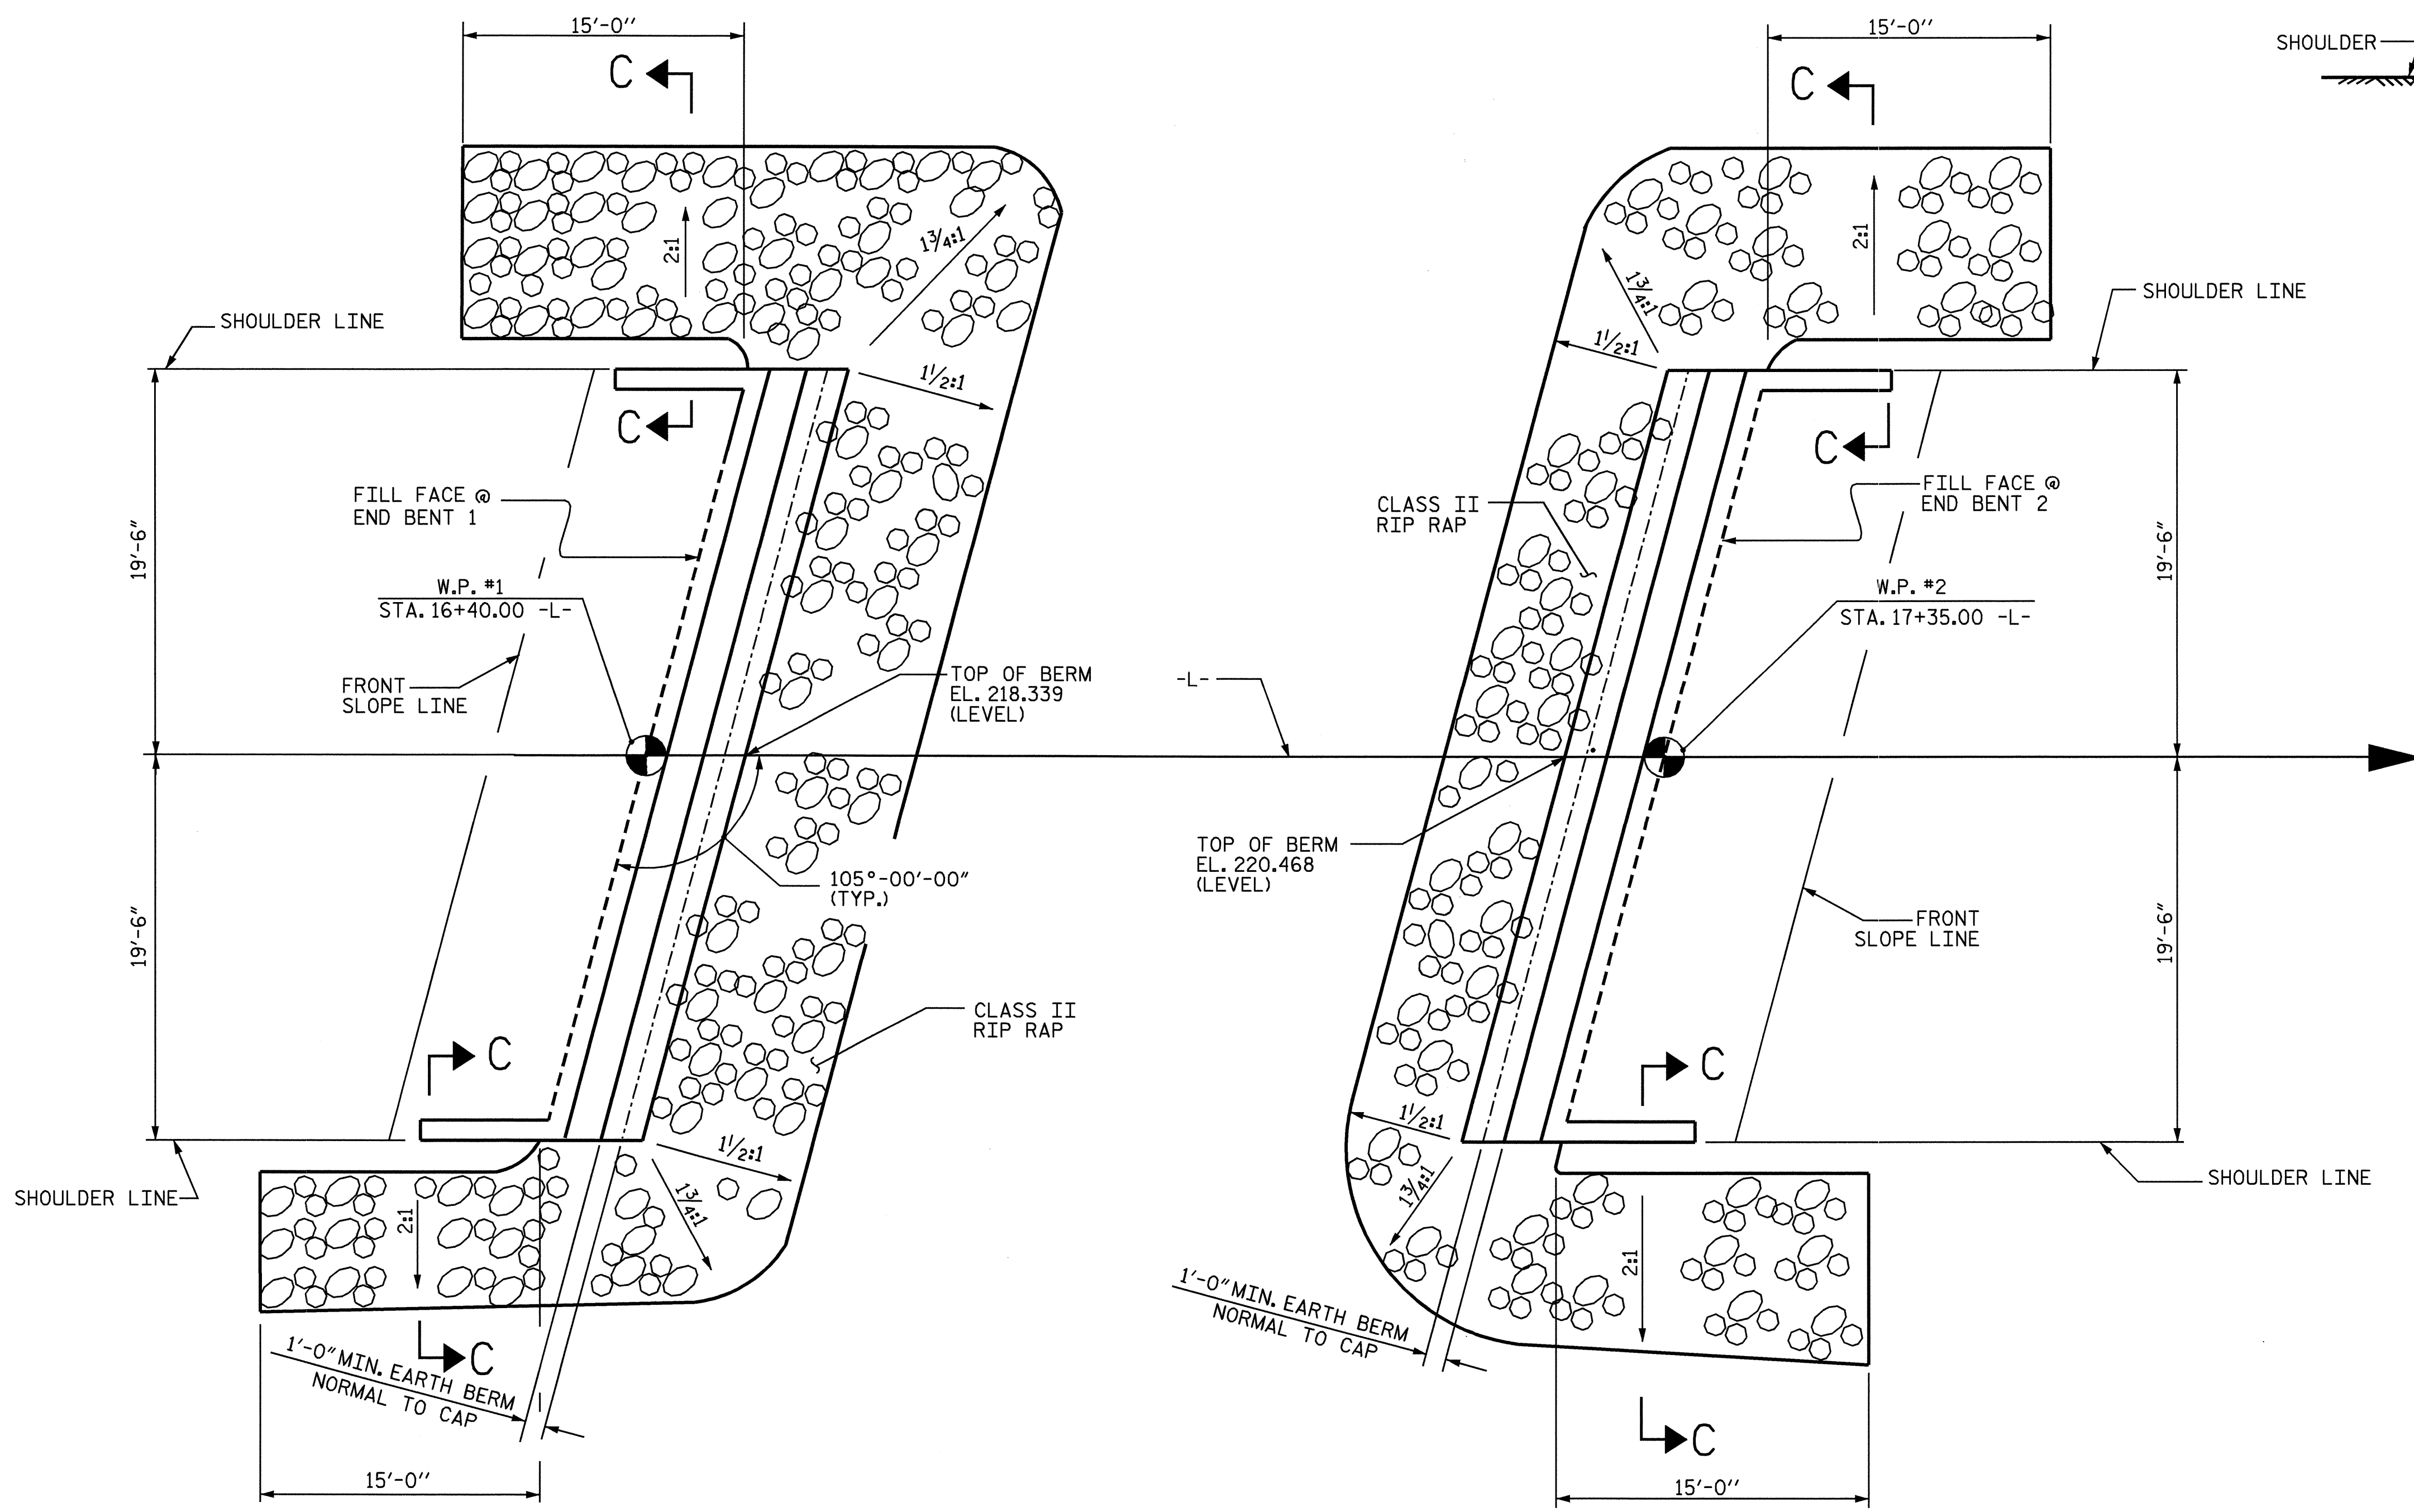 15'-0"
15'-0"
SHOULDER
C
C
2:1
1¾:1
2:1
1¾:1
SHOULDER LINE
SHOULDER LINE
1½:1
1½:1
C
C
FILL FACE @
END BENT 1
CLASS II
RIP RAP
FILL FACE @
END BENT 2
19'-6"
19'-6"
W.P. #1
STA. 16+40.00 -L-
W.P. #2
STA. 17+35.00 -L-
FRONT
SLOPE LINE
TOP OF BERM
EL. 218.339
(LEVEL)
-L-
TOP OF BERM
EL. 220.468
(LEVEL)
105°-00'-00"
(TYP.)
19'-6"
19'-6"
FRONT
SLOPE LINE
CLASS II
RIP RAP
C
C
1½:1
1½:1
SHOULDER LINE
SHOULDER LINE
2:1
1¾:1
1¾:1
2:1
C
1'-0" MIN. EARTH BERM
NORMAL TO CAP
1'-0" MIN. EARTH BERM
NORMAL TO CAP
C
15'-0"
15'-0"